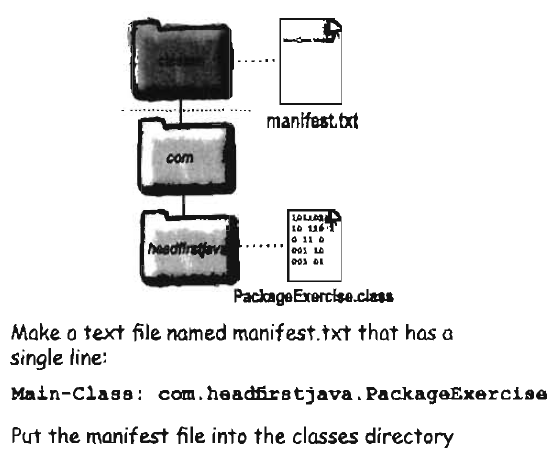 classes
manifest.txt
com
headfirstjava
101101
10 110 1
0 11 0
001 10
001 01
PackageExercise.class
Make a text file named manifest.txt that has a
single line:
Main-Class: com.headfirstjava.PackageExercise
Put the manifest file into the classes directory